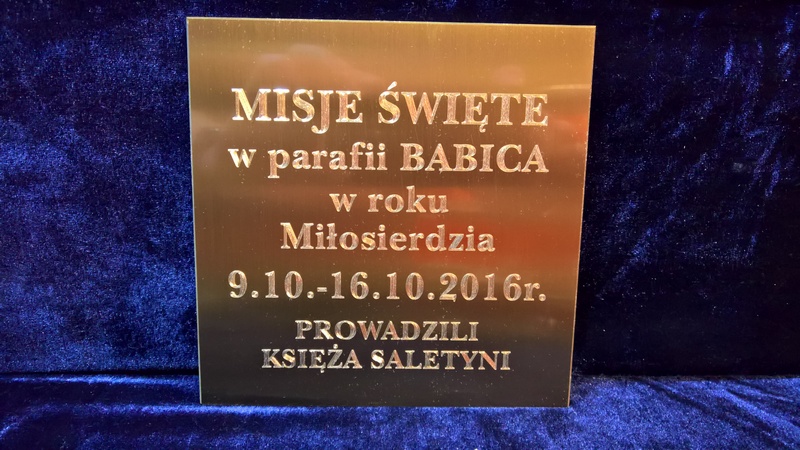 MISJE ŚWIĘTE
w parafii BABICA
w roku
Miłosierdzia
9.10.-16.10.2016r.
PROWADZILI
KSIĘŻA SALETYNI